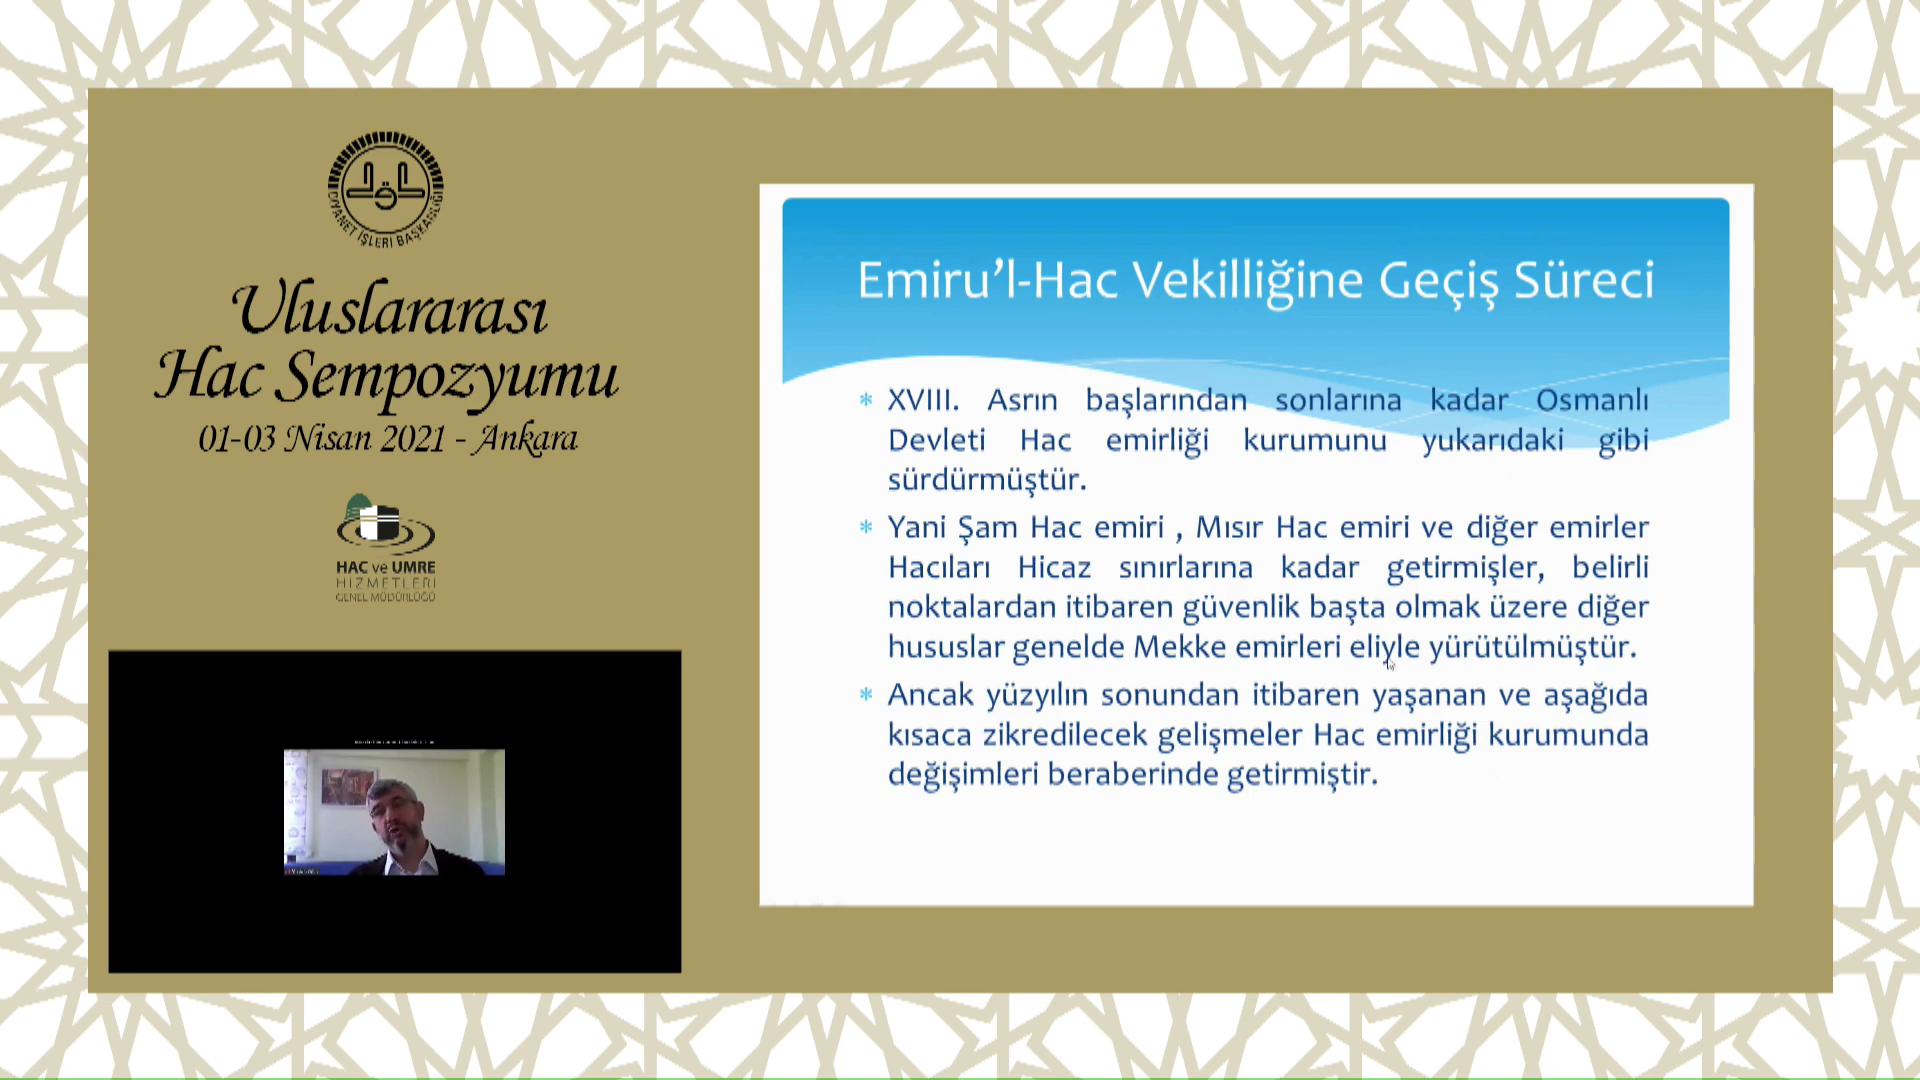 DİYANET İŞLERİ BAŞKANLIĞI
Uluslararası
Hac Sempozyumu
01-03 Nisan 2021 - Ankara
HAC ve UMRE
HİZMETLERİ
GENEL MÜDÜRLÜĞÜ
Emiru’l-Hac Vekilliğine Geçiş Süreci
* XVIII. Asrın başlarından sonlarına kadar Osmanlı
Devleti Hac emirliği kurumunu yukarıdaki gibi
sürdürmüştür.
* Yani Şam Hac emiri , Mısır Hac emiri ve diğer emirler
Hacıları Hicaz sınırlarına kadar getirmişler, belirli
noktalardan itibaren güvenlik başta olmak üzere diğer
hususlar genelde Mekke emirleri eliyle yürütülmüştür.
* Ancak yüzyılın sonundan itibaren yaşanan ve aşağıda
kısaca zikredilecek gelişmeler Hac emirliği kurumunda
değişimleri beraberinde getirmiştir.